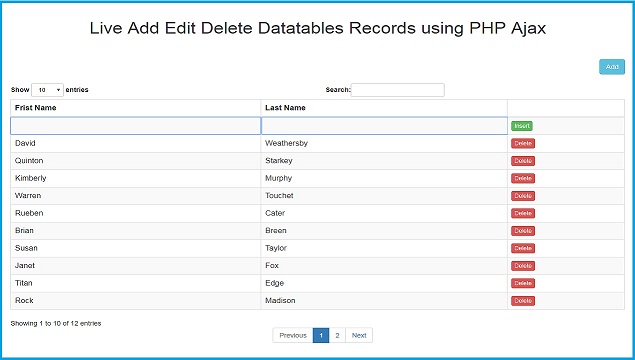 Live Add Edit Delete Datatables Records using PHP Ajax
Add
Show 10 entries Search:
Frist Name Last Name
Insert
David Weathersby Delete
Quinton Starkey Delete
Kimberly Murphy Delete
Warren Touchet Delete
Rueben Cater Delete
Brian Breen Delete
Susan Taylor Delete
Janet Fox Delete
Titan Edge Delete
Rock Madison Delete
Showing 1 to 10 of 12 entries
Previous 1 2 Next